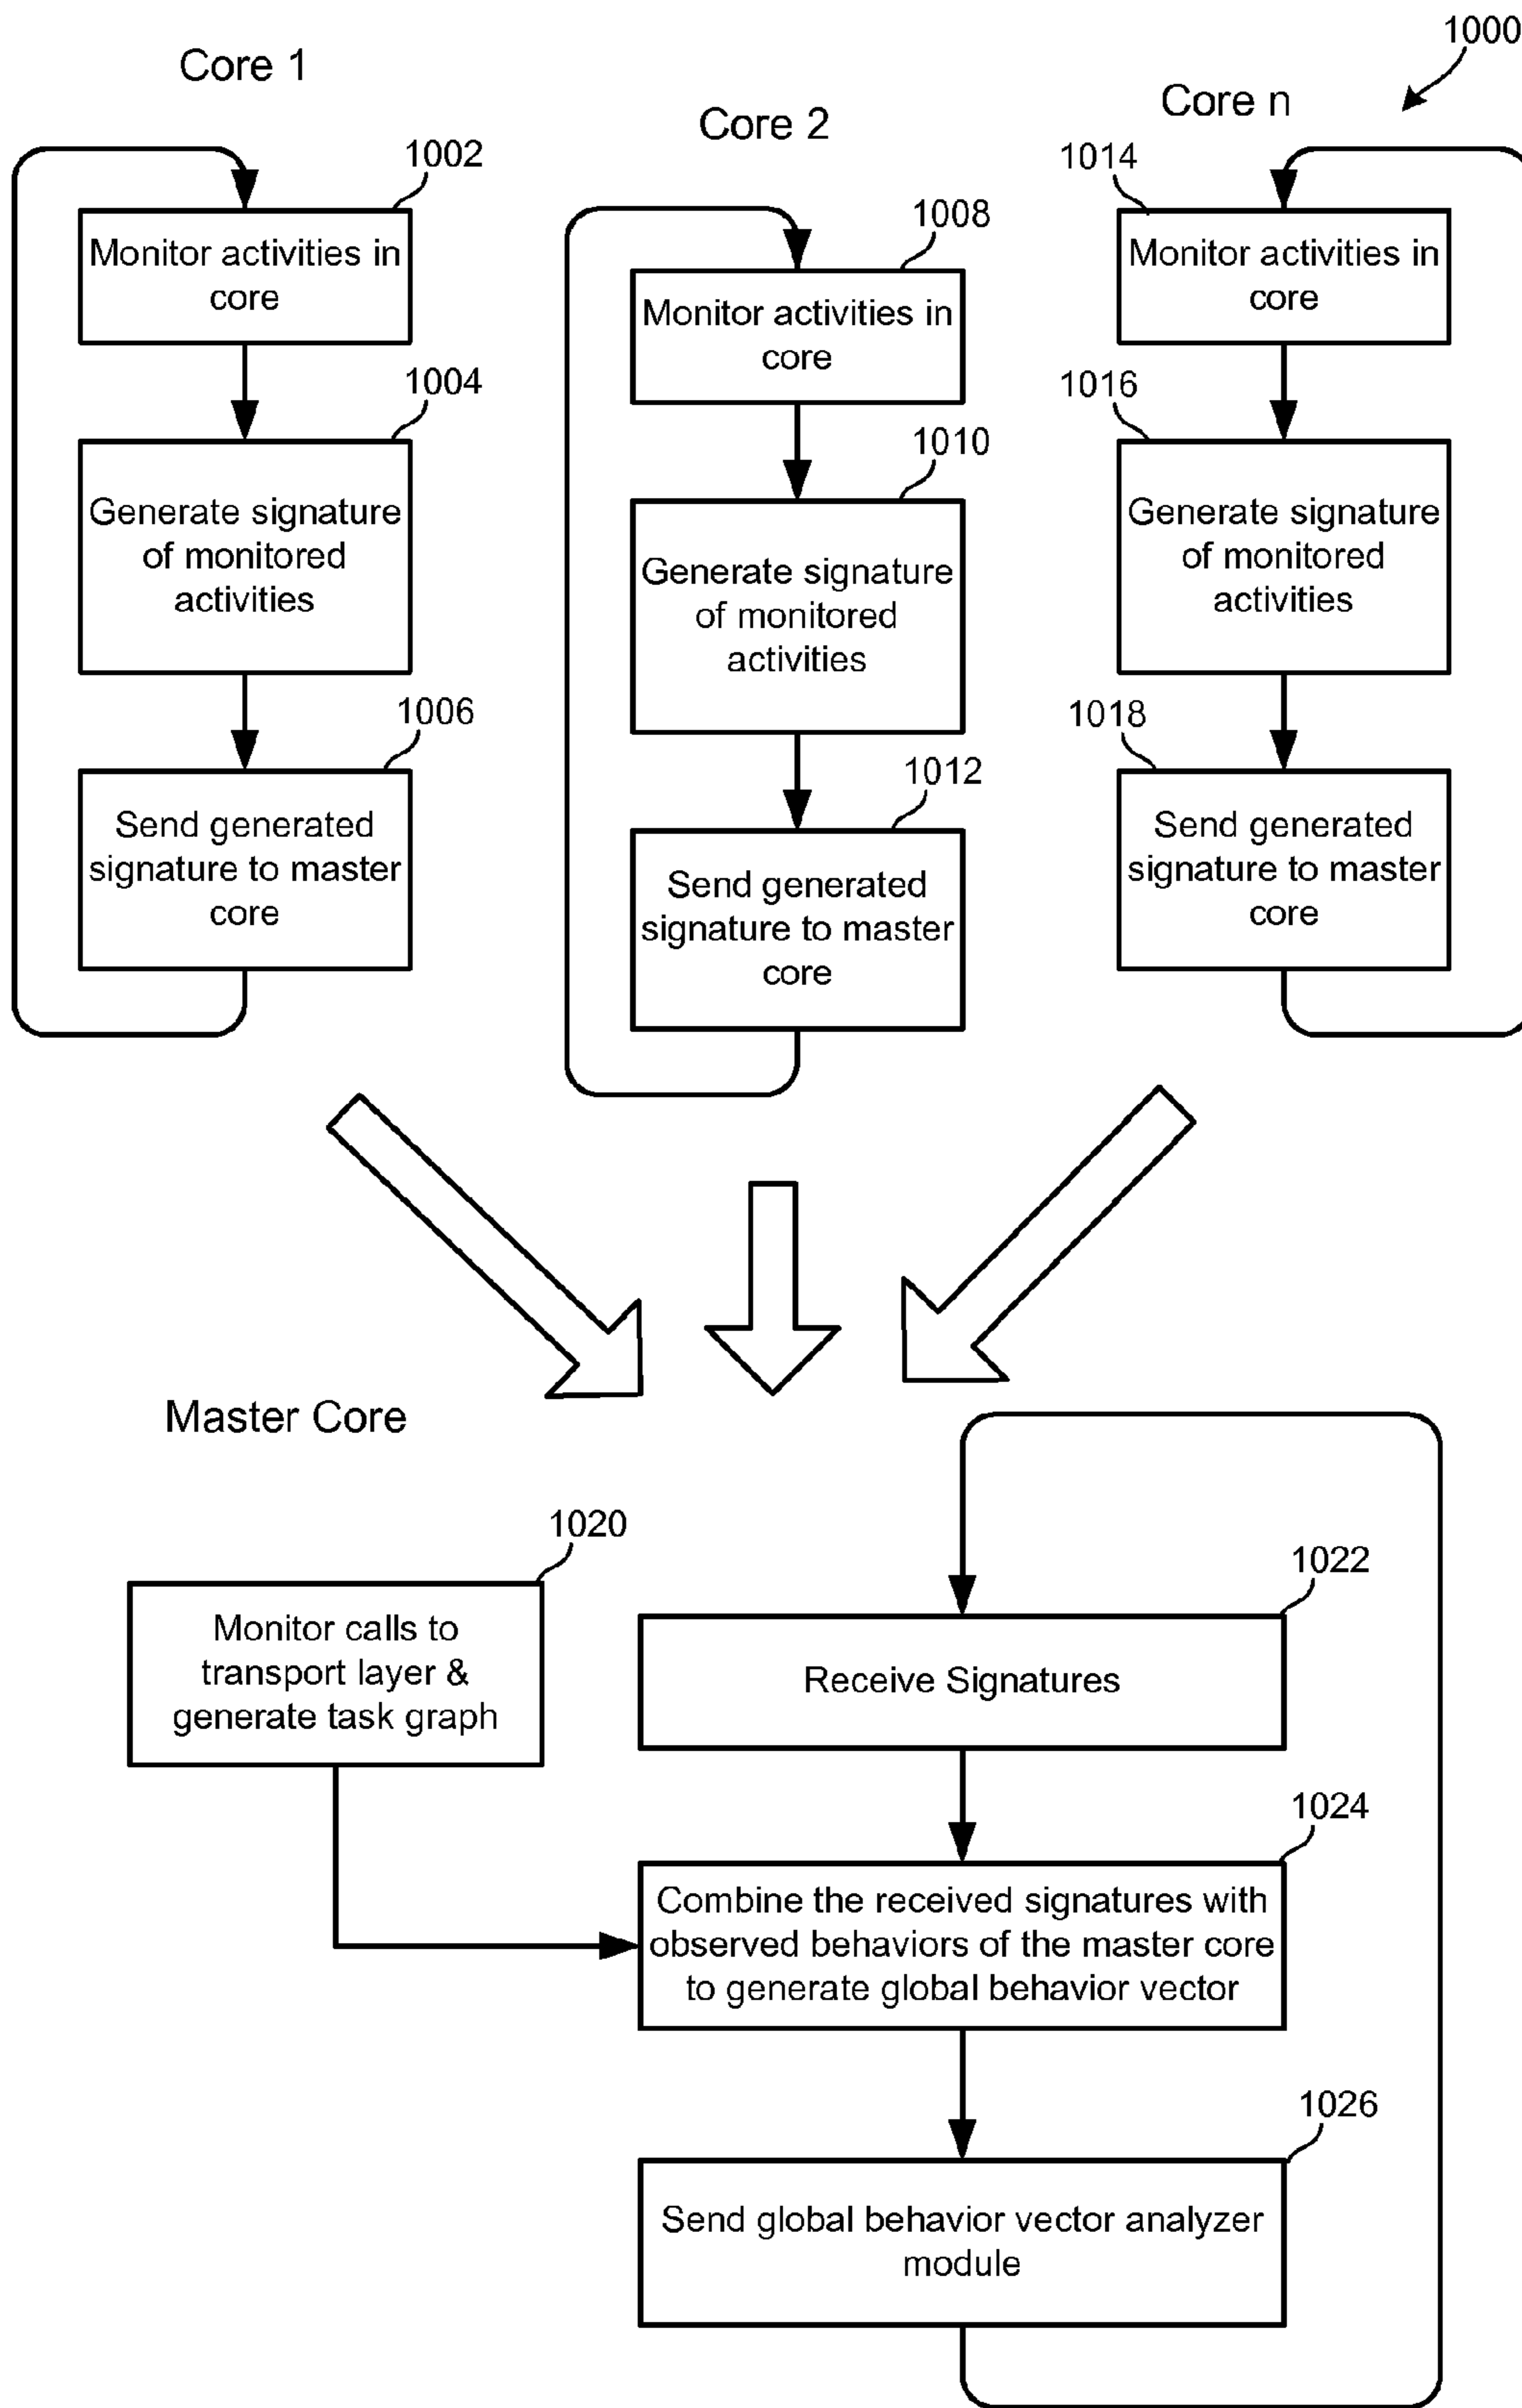 1000
Core 1
1002
Monitor activities in
core
1004
Generate signature
of monitored
activities
1006
Send generated
signature to master
core
Core 2
1008
Monitor activities in
core
1010
Generate signature
of monitored
activities
1012
Send generated
signature to master
core
Core n
1014
Monitor activities in
core
1016
Generate signature
of monitored
activities
1018
Send generated
signature to master
core
Master Core
1020
Monitor calls to
transport layer &
generate task graph
1022
Receive Signatures
1024
Combine the received signatures with
observed behaviors of the master core
to generate global behavior vector
1026
Send global behavior vector analyzer
module